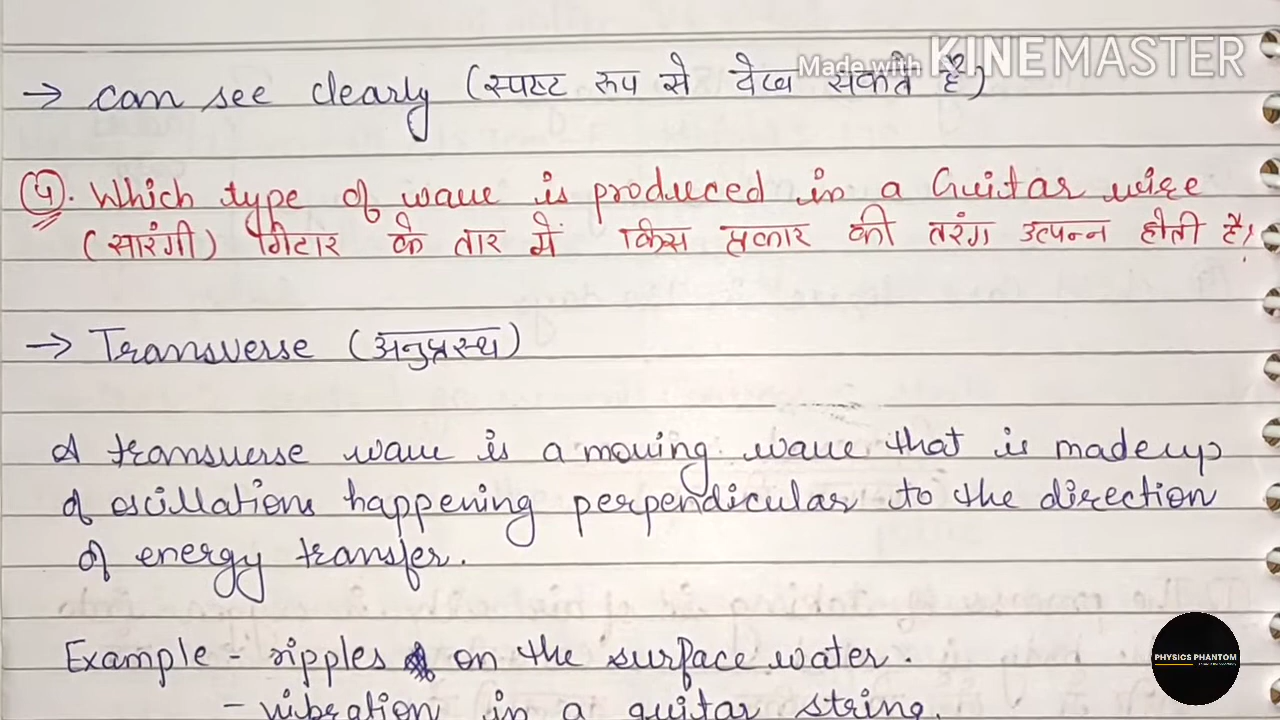 Made with KINEMASTER
→ can see clearly (स्पष्ट रूप से देख सकते हैं)
Q. Which type of wave is produced in a Guitar wire
(सारंगी) गिटार के तार में किस प्रकार की तरंग उत्पन्न होती है।
→ Transverse (अनुप्रस्थ)
A transverse wave is a moving wave that is made up
of oscillations happening perpendicular to the direction
of energy transfer.
Example - ripples on the surface water.
- vibration in a guitar string.
PHYSICS PHANTOM